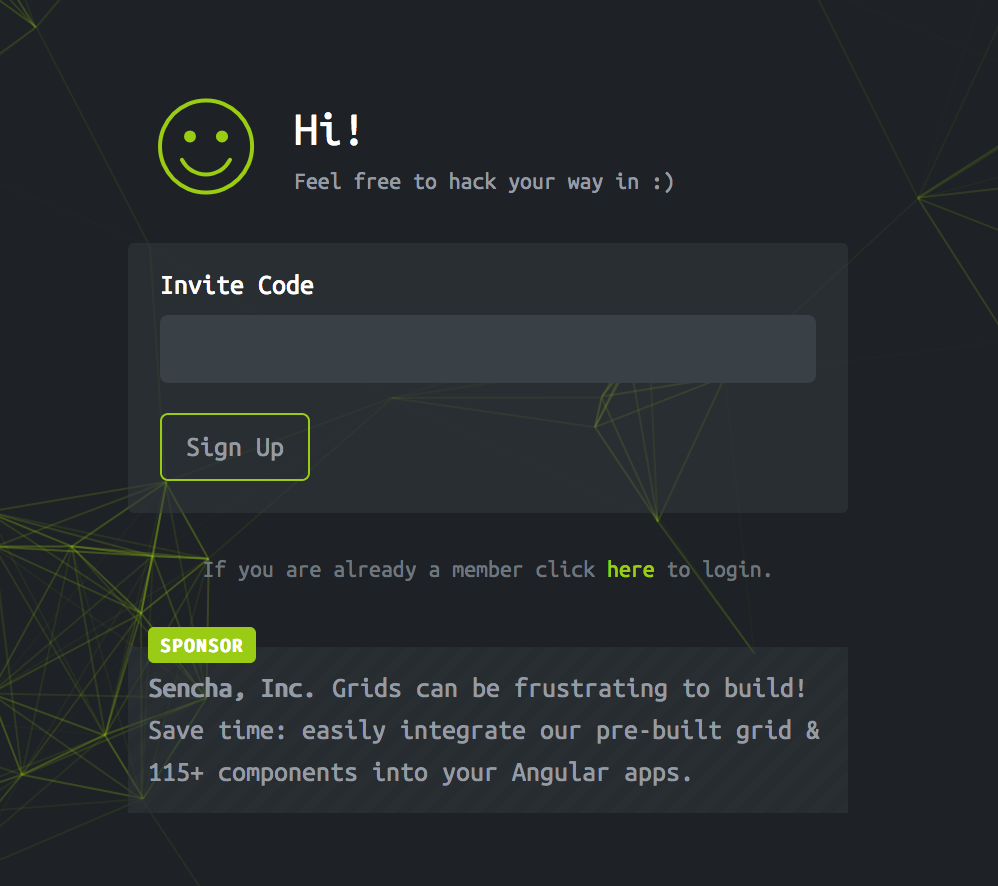 Hi!
Feel free to hack your way in :)
Invite Code
Sign Up
If you are already a member click here to login.
SPONSOR
Sencha, Inc. Grids can be frustrating to build!
Save time: easily integrate our pre-built grid &
115+ components into your Angular apps.